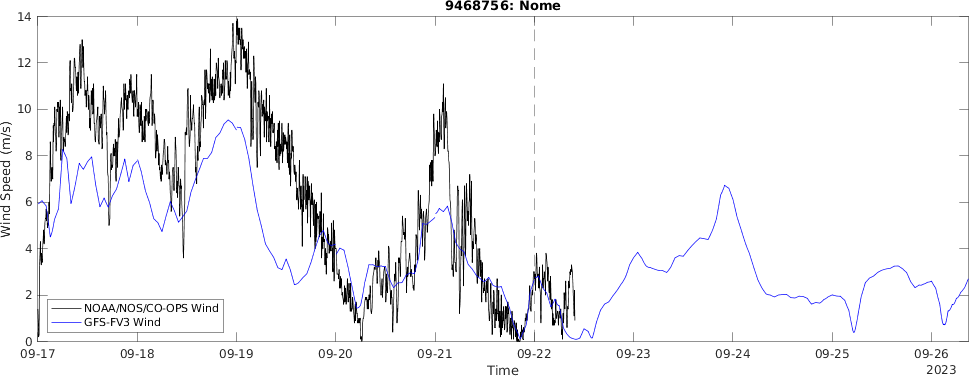 9468756: Nome
Wind Speed (m/s)
14
12
10
8
6
4
2
0
NOAA/NOS/CO-OPS Wind
GFS-FV3 Wind
09-17 09-18 09-19 09-20 09-21 09-22 09-23 09-24 09-25 09-26
Time
2023